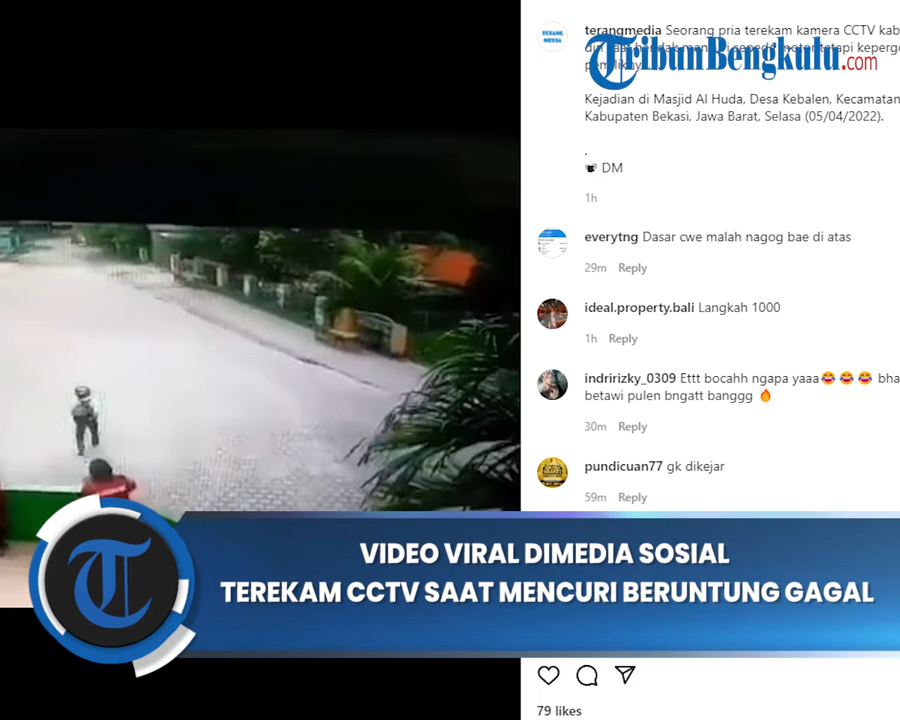 terangmedia Seorang pria terekam kamera CCTV kab
TribunBengkulu.com
Kejadian di Masjid Al Huda, Desa Kebalen, Kecamatan
Kabupaten Bekasi, Jawa Barat, Selasa (05/04/2022).
.
DM
1h
everytng Dasar cwe malah nagog bae di atas
29m Reply
ideal.property.bali Langkah 1000
1h Reply
indririzky_0309 Ettt bocahh ngapa yaaa😂😂😂 bha
betawi pulen bngatt banggg 🔥
30m Reply
pundicuan77 gk dikejar
59m Reply
VIDEO VIRAL DIMEDIA SOSIAL
TEREKAM CCTV SAAT MENCURI BERUNTUNG GAGAL
79 likes